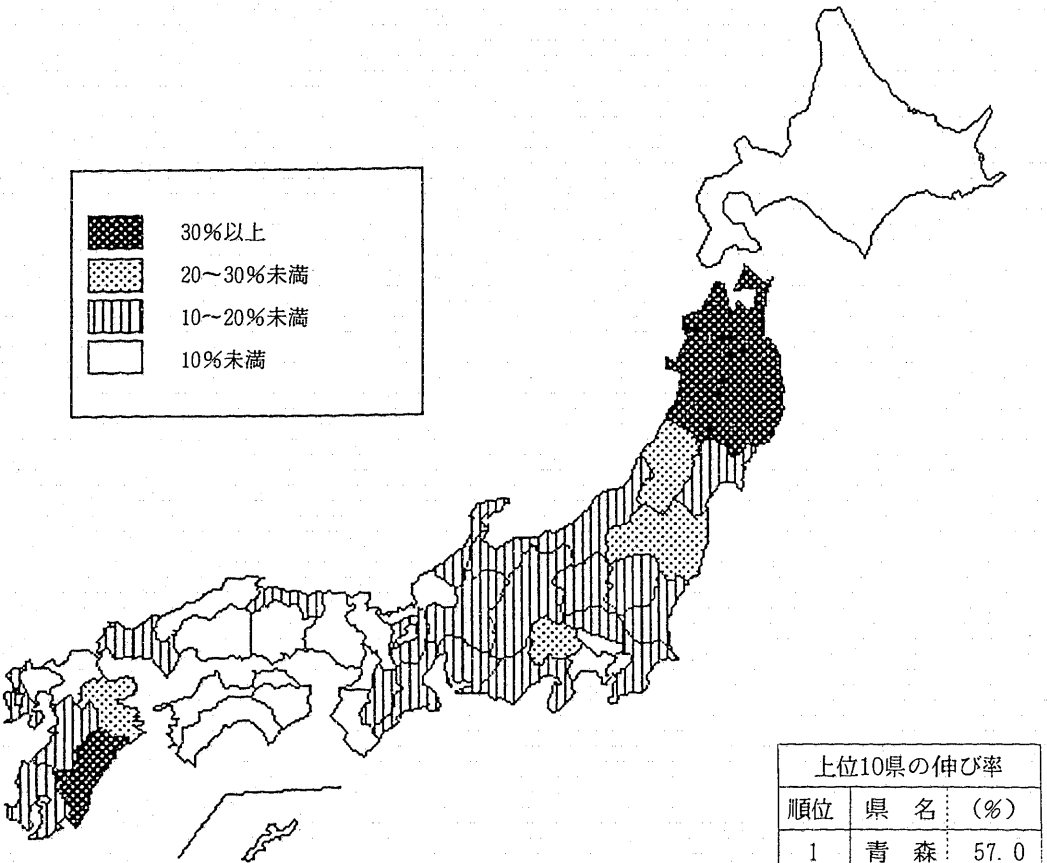 30%以上
20～30%未満
10～20%未満
10%未満
上位10県の伸び率
順位 県 名 (%)
1 青 森 57.0